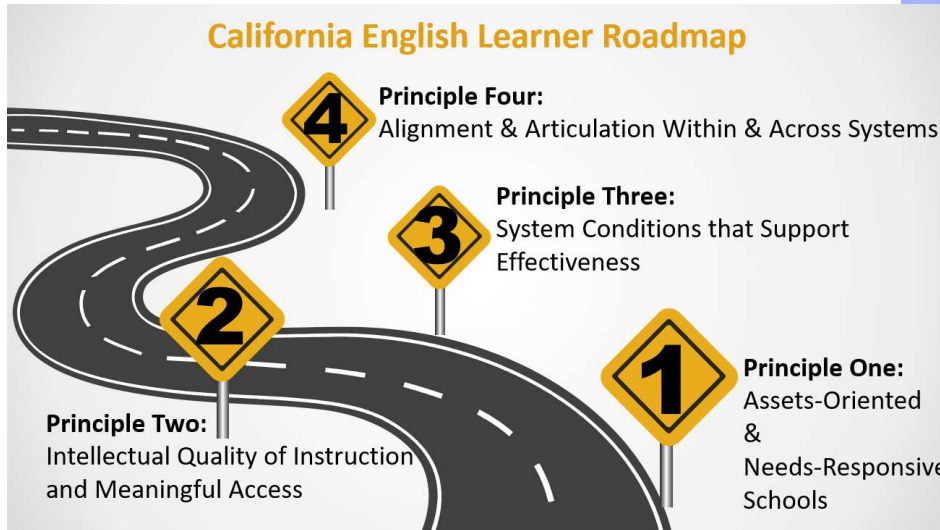 California English Learner Roadmap
4
Principle Four:
Alignment & Articulation Within & Across Systems
3
Principle Three:
System Conditions that Support
Effectiveness
2
Principle Two:
Intellectual Quality of Instruction
and Meaningful Access
1
Principle One:
Assets-Oriented
&
Needs-Responsive
Schools